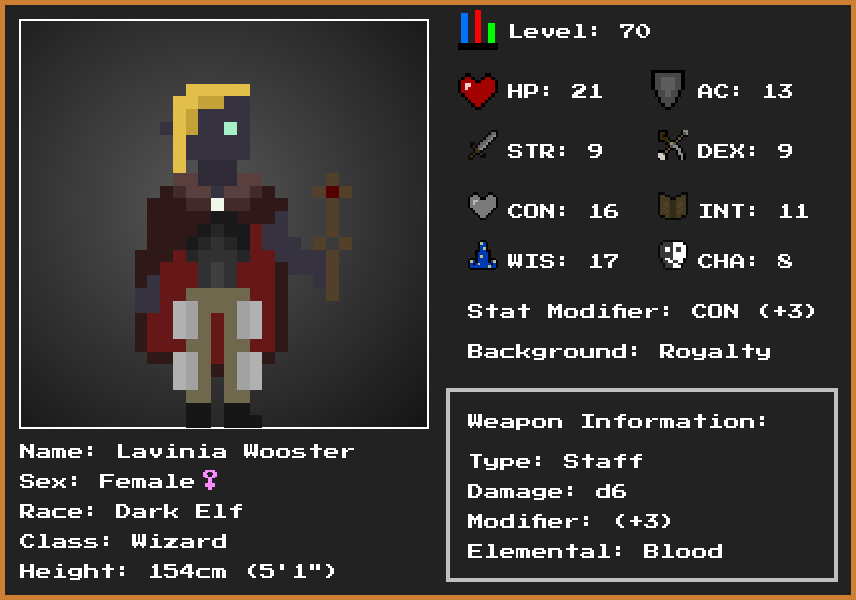 Level: 70
HP: 21 AC: 13
STR: 9 DEX: 9
CON: 16 INT: 11
WIS: 17 CHA: 8
Stat Modifier: CON (+3)
Background: Royalty
Weapon Information:
Type: Staff
Damage: d6
Modifier: (+3)
Elemental: Blood
Name: Lavinia Wooster
Sex: Female♀
Race: Dark Elf
Class: Wizard
Height: 154cm (5'1")